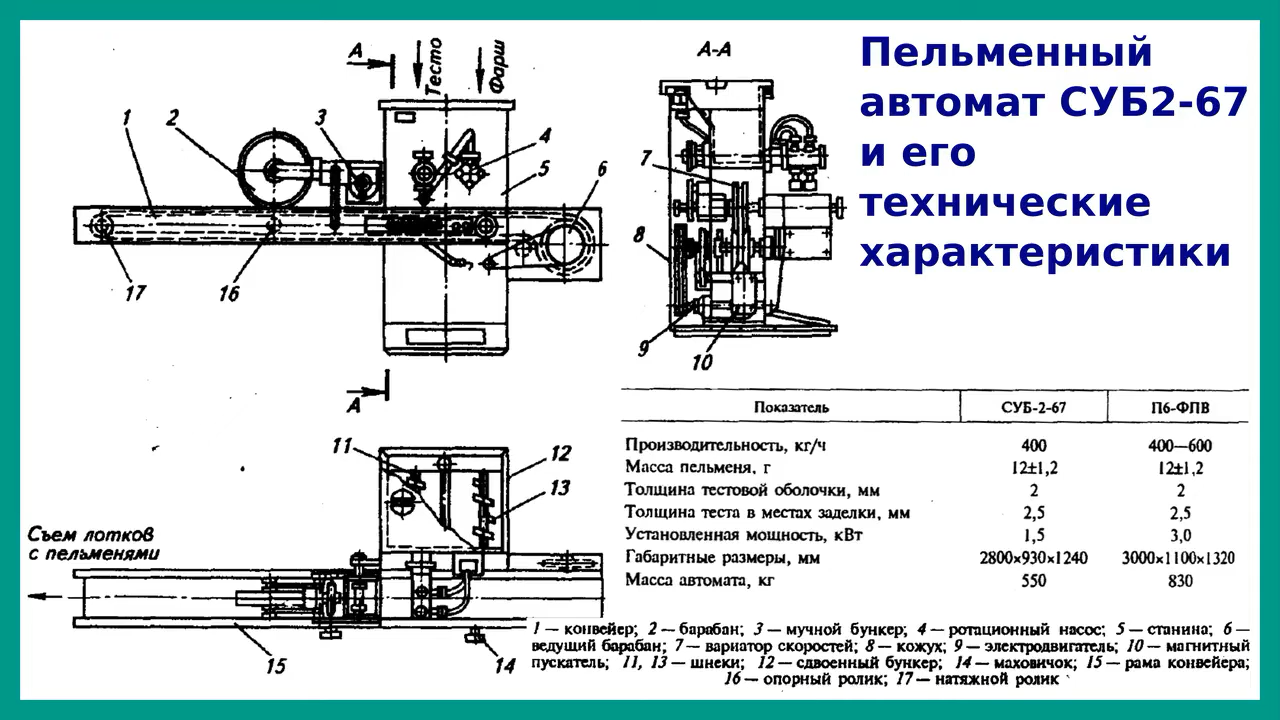 Пельменный
автомат СУБ2-67
и его
технические
характеристики
А
Тесто
Фарш
А-А
1
2
3
4
5
6
7
8
9
10
17
16
А
11
12
13
Съем лотков
с пельменями
15
14
Показатель СУБ-2-67 П6-ФПВ
Производительность, кг/ч 400 400—600
Масса пельменя, г 12±1,2 12±1,2
Толщина тестовой оболочки, мм 2 2
Толщина теста в местах заделки, мм 2,5 2,5
Установленная мощность, кВт 1,5 3,0
Габаритные размеры, мм 2800×930×1240 3000×1100×1320
Масса автомата, кг 550 830
1 — конвейер; 2 — барабан; 3 — мучной бункер; 4 — ротационный насос; 5 — станина; 6 —
ведущий барабан; 7 — вариатор скоростей; 8 — кожух; 9 — электродвигатель; 10 — магнитный
пускатель; 11, 13 — шнеки; 12 — сдвоенный бункер; 14 — маховичок; 15 — рама конвейера;
16 — опорный ролик; 17 — натяжной ролик